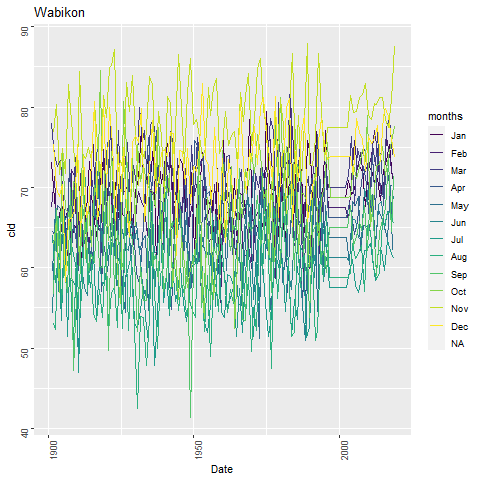 Wabikon
90
80
70
60
50
40
cld
1900
1950
2000
Date
months
Jan
Feb
Mar
Apr
May
Jun
Jul
Aug
Sep
Oct
Nov
Dec
NA